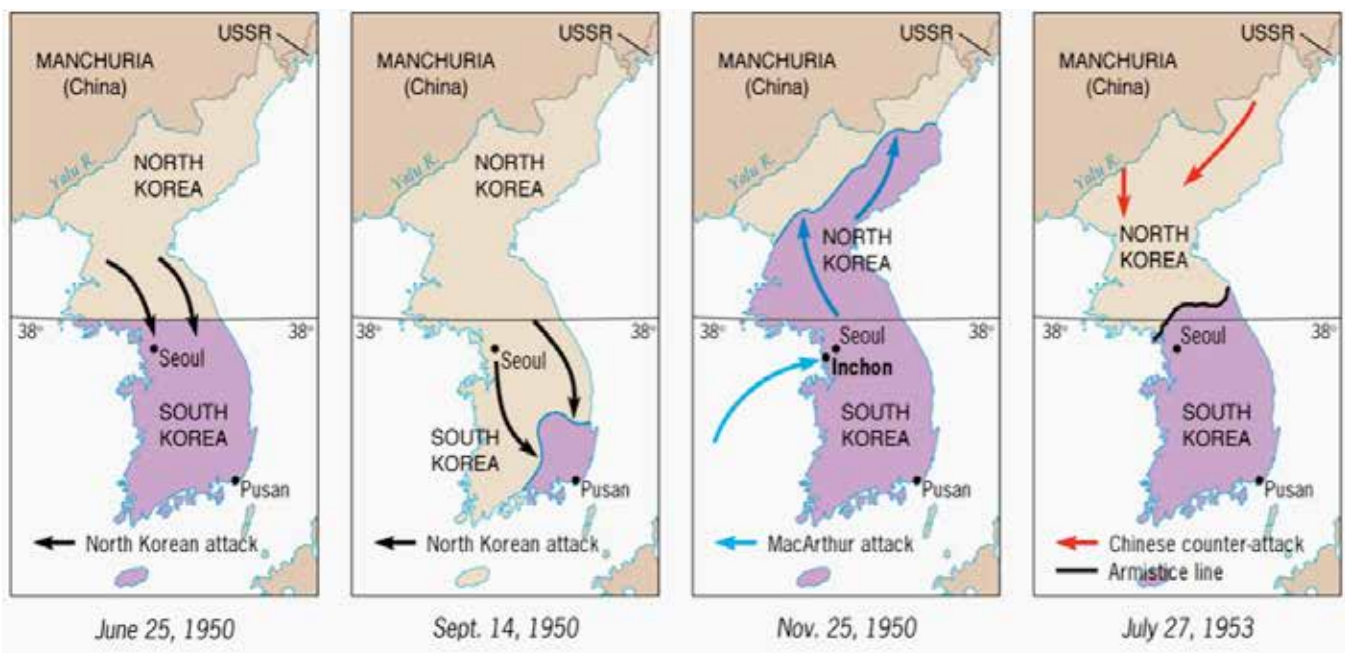 USSR
MANCHURIA
(China)
Yalu R.
NORTH
KOREA
38°
38°
Seoul
SOUTH
KOREA
Pusan
North Korean attack
June 25, 1950
USSR
MANCHURIA
(China)
Yalu R.
NORTH
KOREA
38°
38°
Seoul
SOUTH
KOREA
Pusan
North Korean attack
Sept. 14, 1950
USSR
MANCHURIA
(China)
Yalu R.
NORTH
KOREA
38°
38°
Seoul
Inchon
SOUTH
KOREA
Pusan
MacArthur attack
Nov. 25, 1950
USSR
MANCHURIA
(China)
Yalu R.
NORTH
KOREA
38°
38°
Seoul
SOUTH
KOREA
Pusan
Chinese counter-attack
Armistice line
July 27, 1953